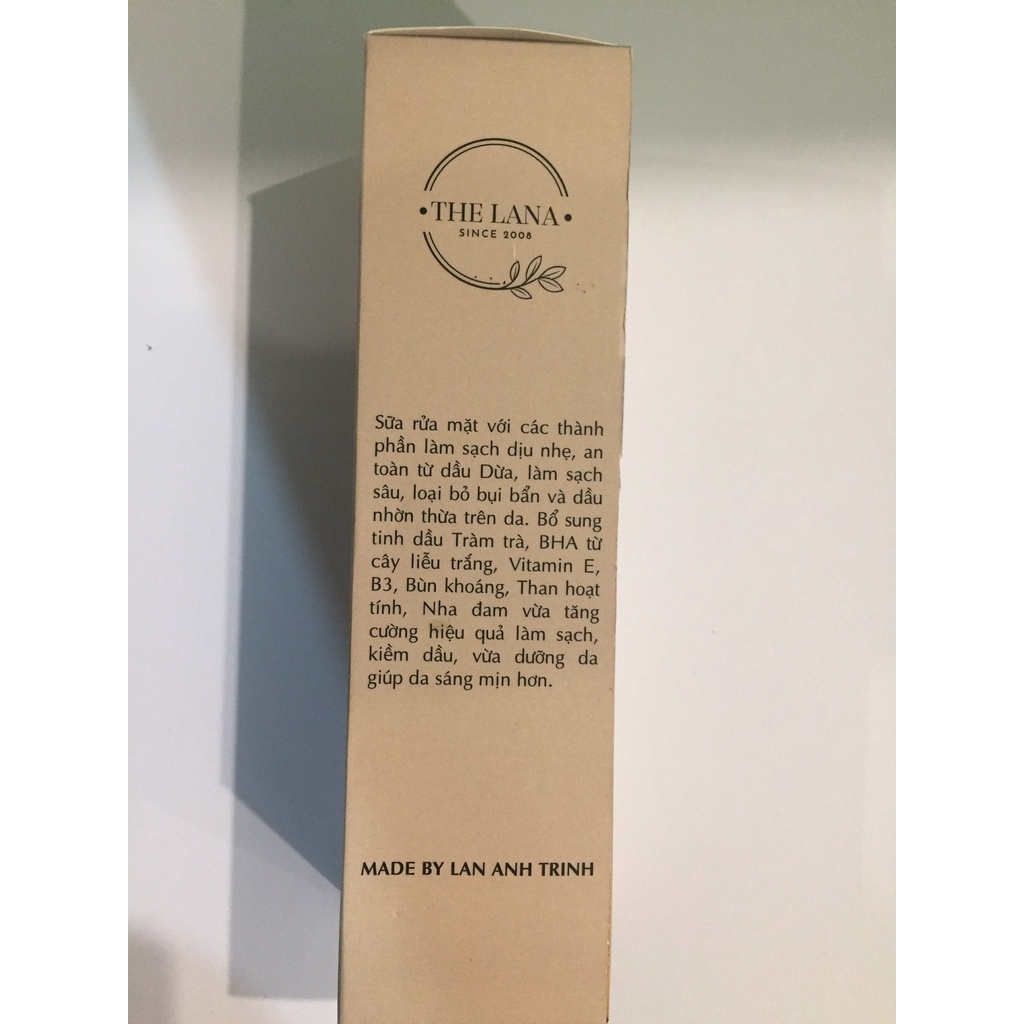 THE LANA
SINCE 2008
Sữa rửa mặt với các thành
phần làm sạch dịu nhẹ, an
toàn từ dầu Dừa, làm sạch
sâu, loại bỏ bụi bẩn và dầu
nhờn thừa trên da. Bổ sung
tinh dầu Tràm trà, BHA từ
cây liễu trắng, Vitamin E,
B3, Bùn khoáng, Than hoạt
tính, Nha đam vừa tăng
cường hiệu quả làm sạch,
kiềm dầu, vừa dưỡng da
giúp da sáng mịn hơn.
MADE BY LAN ANH TRINH